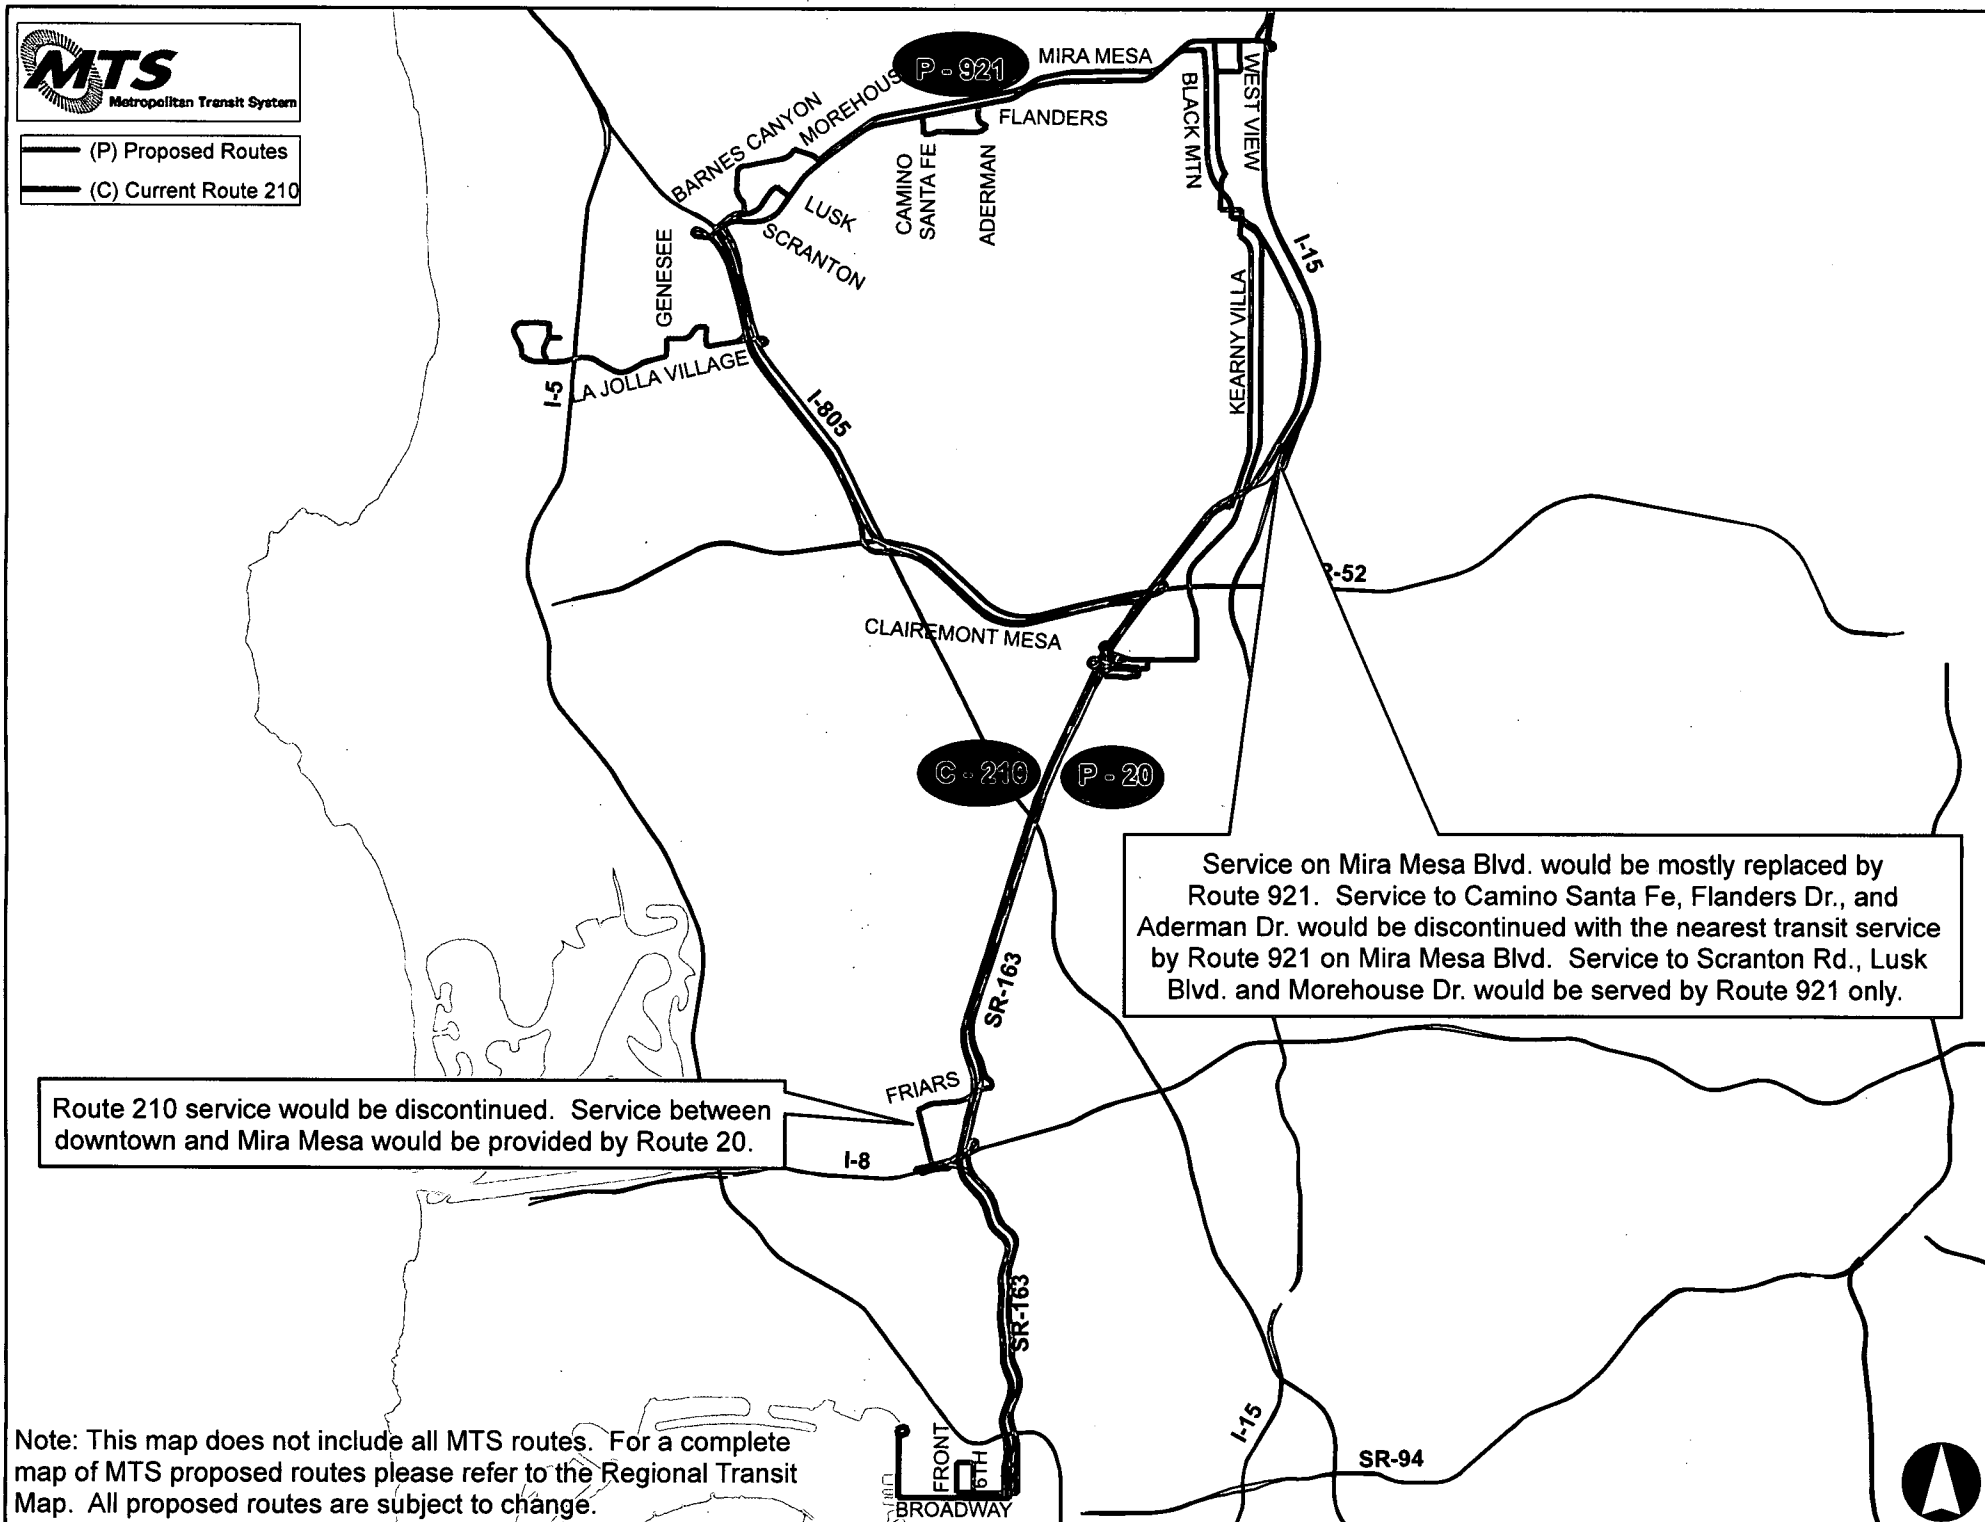 MTS
Metropolitan Transit System
(P) Proposed Routes
(C) Current Route 210
P - 921
MIRA MESA
MOREHOUS
BARNES CANYON
FLANDERS
BLACK MTN
WEST VIEW
CAMINO
SANTA FE
ADERMAN
LUSK
SCRANTON
GENESEE
I-15
KEARNY VILLA
LA JOLLA VILLAGE
I-5
I-805
R-52
CLAIREMONT MESA
C - 210
P - 20
Service on Mira Mesa Blvd. would be mostly replaced by
Route 921. Service to Camino Santa Fe, Flanders Dr., and
Aderman Dr. would be discontinued with the nearest transit service
by Route 921 on Mira Mesa Blvd. Service to Scranton Rd., Lusk
Blvd. and Morehouse Dr. would be served by Route 921 only.
SR-163
FRIARS
Route 210 service would be discontinued. Service between
downtown and Mira Mesa would be provided by Route 20.
I-8
SR-163
I-15
SR-94
FRONT
6TH
BROADWAY
Note: This map does not include all MTS routes. For a complete
map of MTS proposed routes please refer to the Regional Transit
Map. All proposed routes are subject to change.